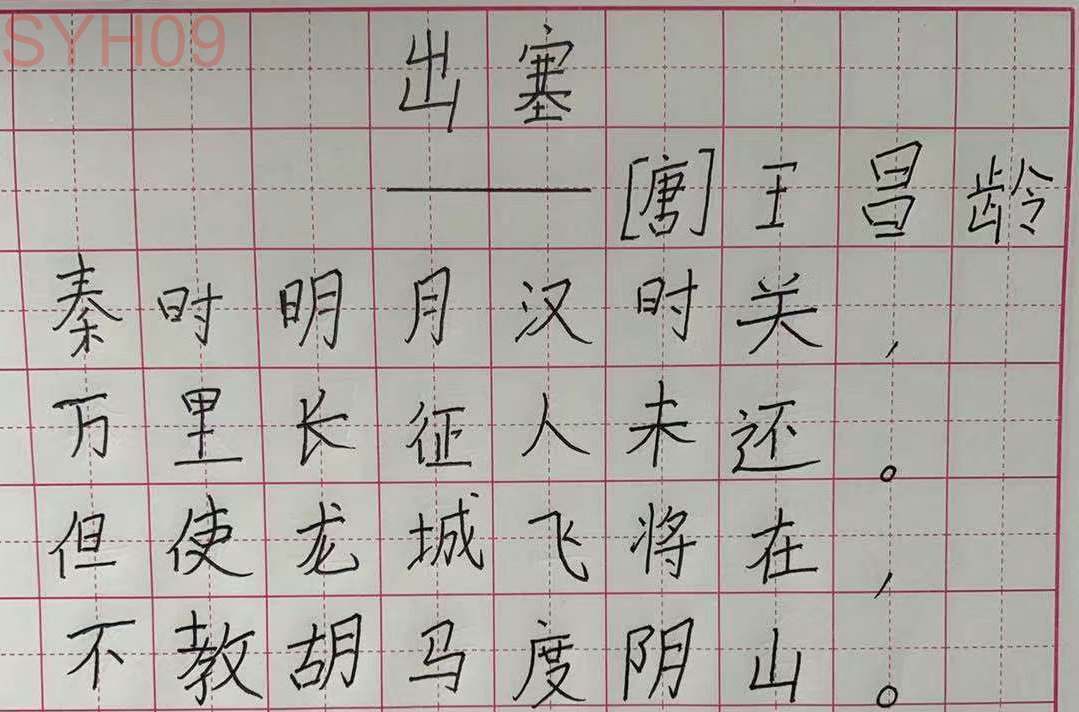 SYH09
出塞
——[唐]王昌龄
秦时明月汉时关,
万里长征人未还。
但使龙城飞将在,
不教胡马度阴山。